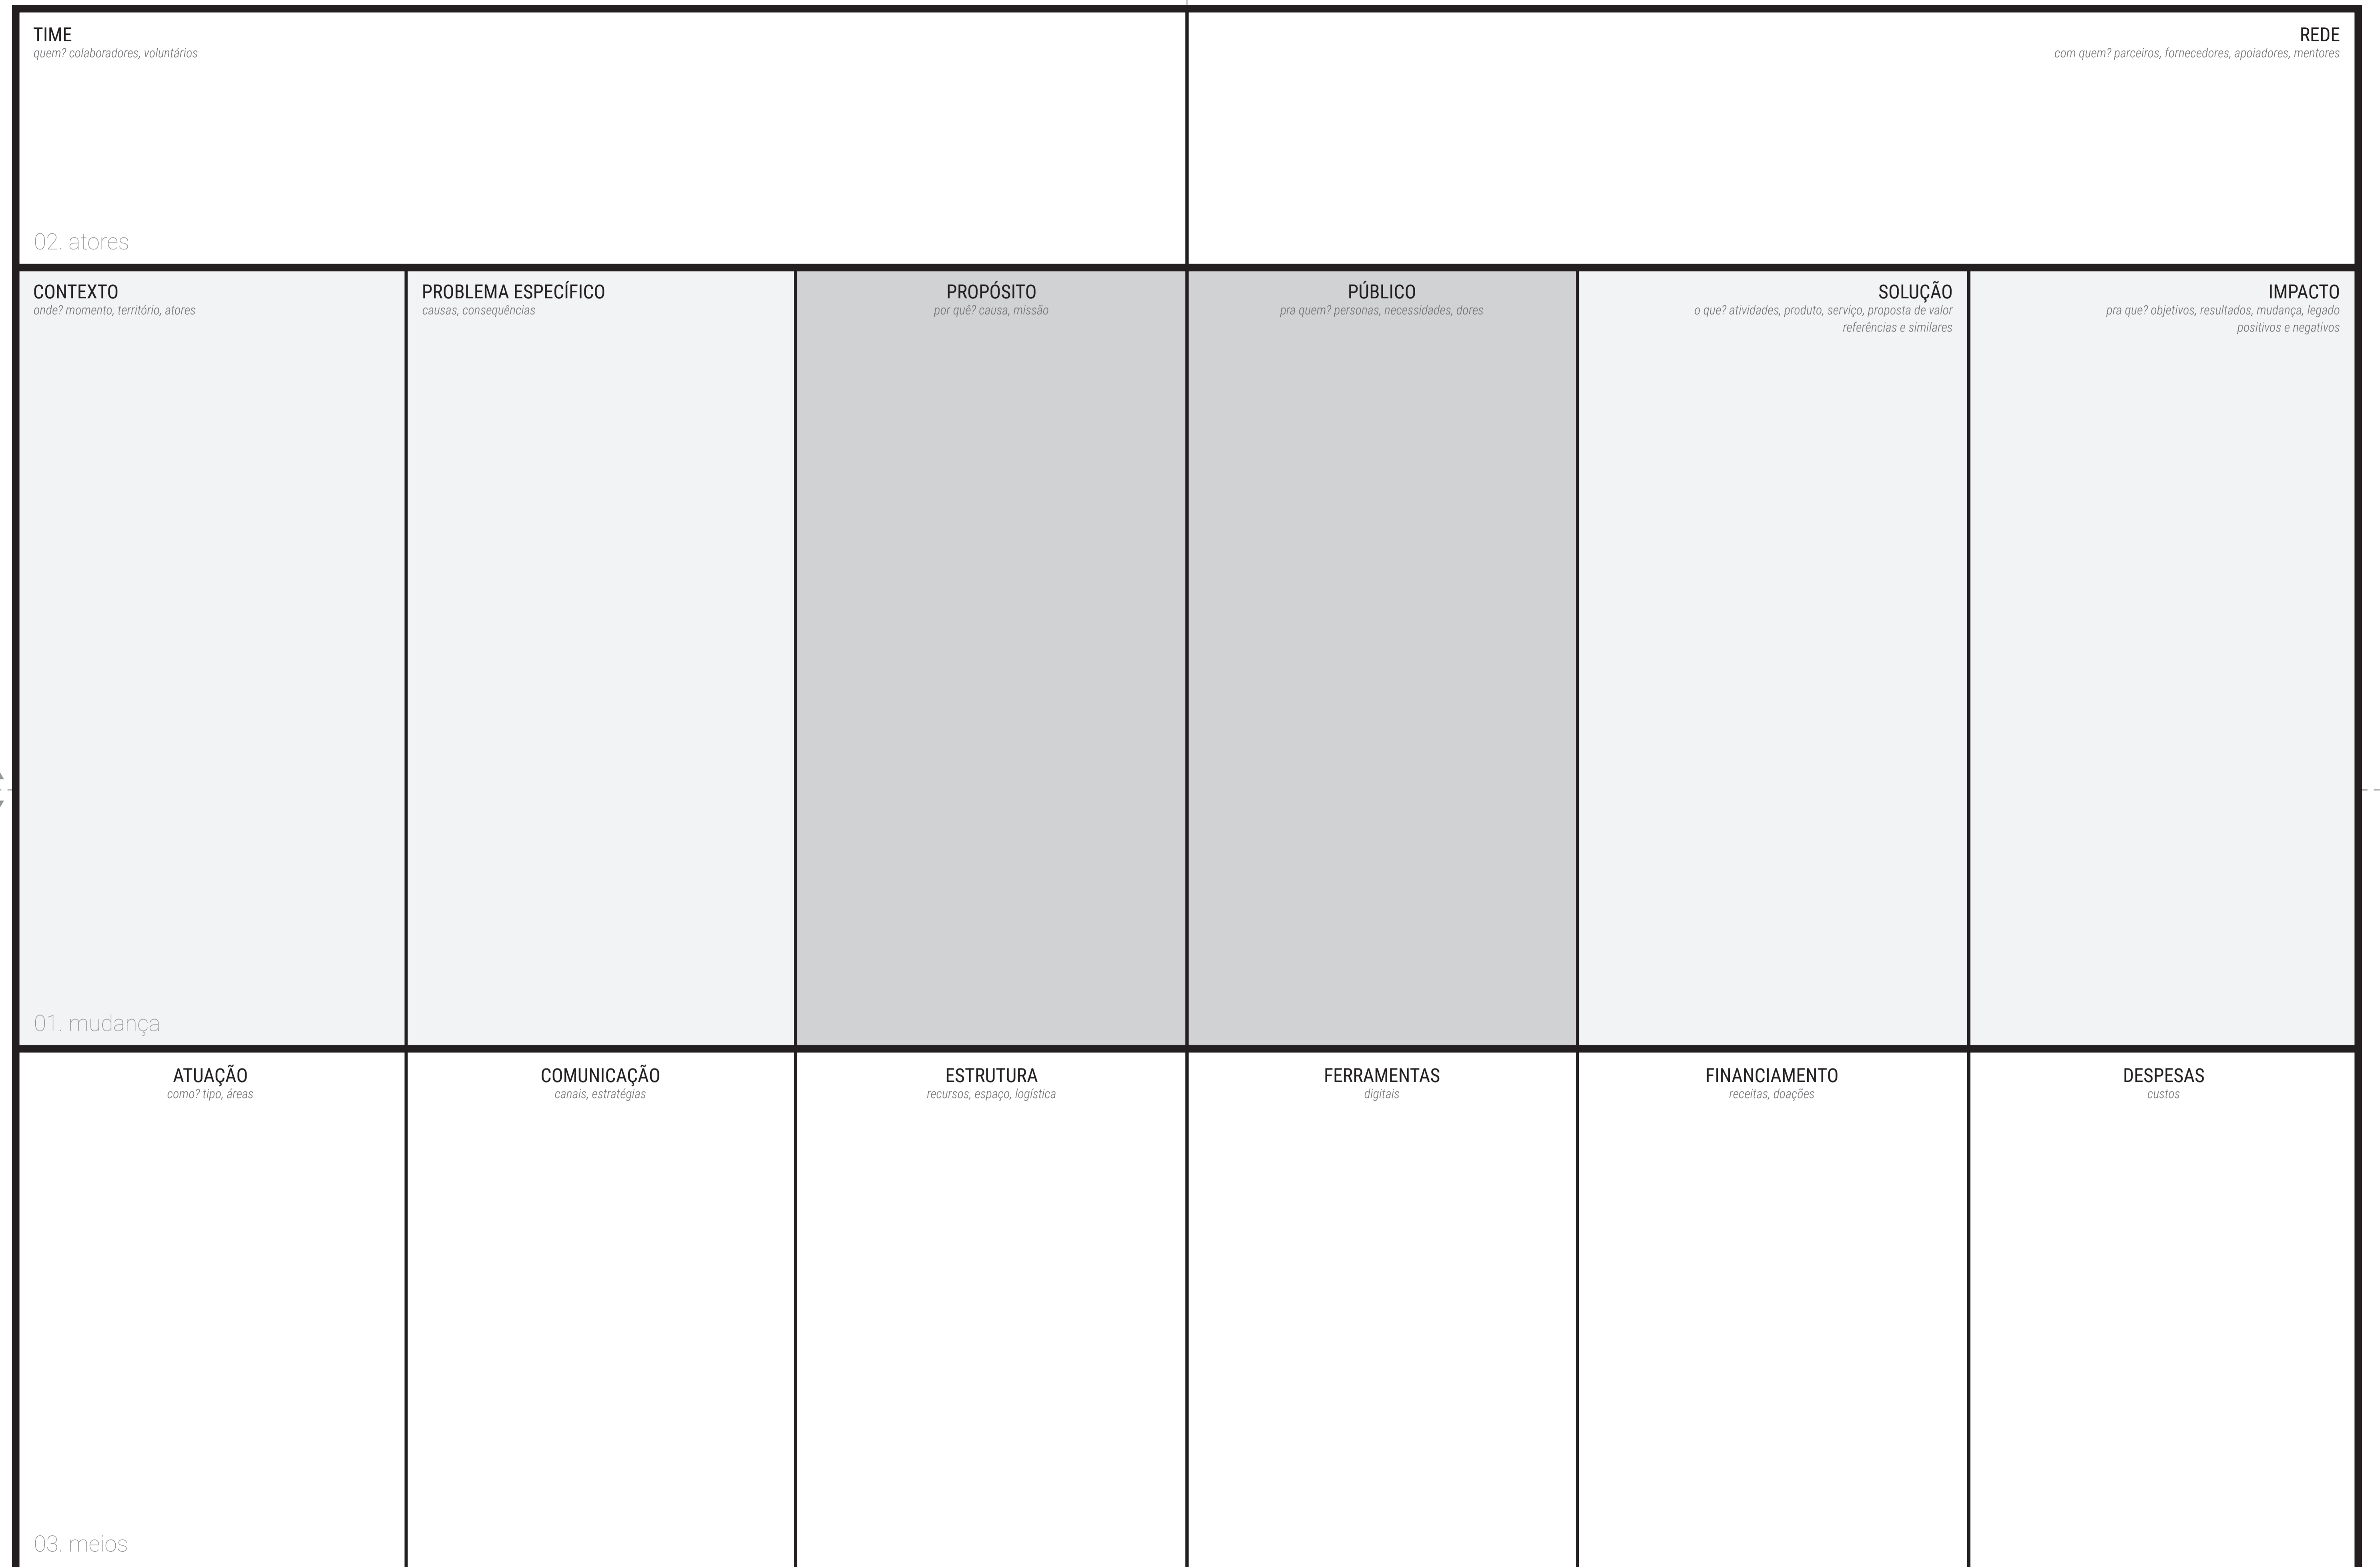 TIME
quem? colaboradores, voluntários
REDE
com quem? parceiros, fornecedores, apoiadores, mentores
02. atores
CONTEXTO
onde? momento, território, atores
PROBLEMA ESPECÍFICO
causas, consequências
PROPÓSITO
por quê? causa, missão
PÚBLICO
pra quem? personas, necessidades, dores
SOLUÇÃO
o que? atividades, produto, serviço, proposta de valor
referências e similares
IMPACTO
pra que? objetivos, resultados, mudança, legado
positivos e negativos
01. mudança
ATUAÇÃO
como? tipo, áreas
COMUNICAÇÃO
canais, estratégias
ESTRUTURA
recursos, espaço, logística
FERRAMENTAS
digitais
FINANCIAMENTO
receitas, doações
DESPESAS
custos
03. meios